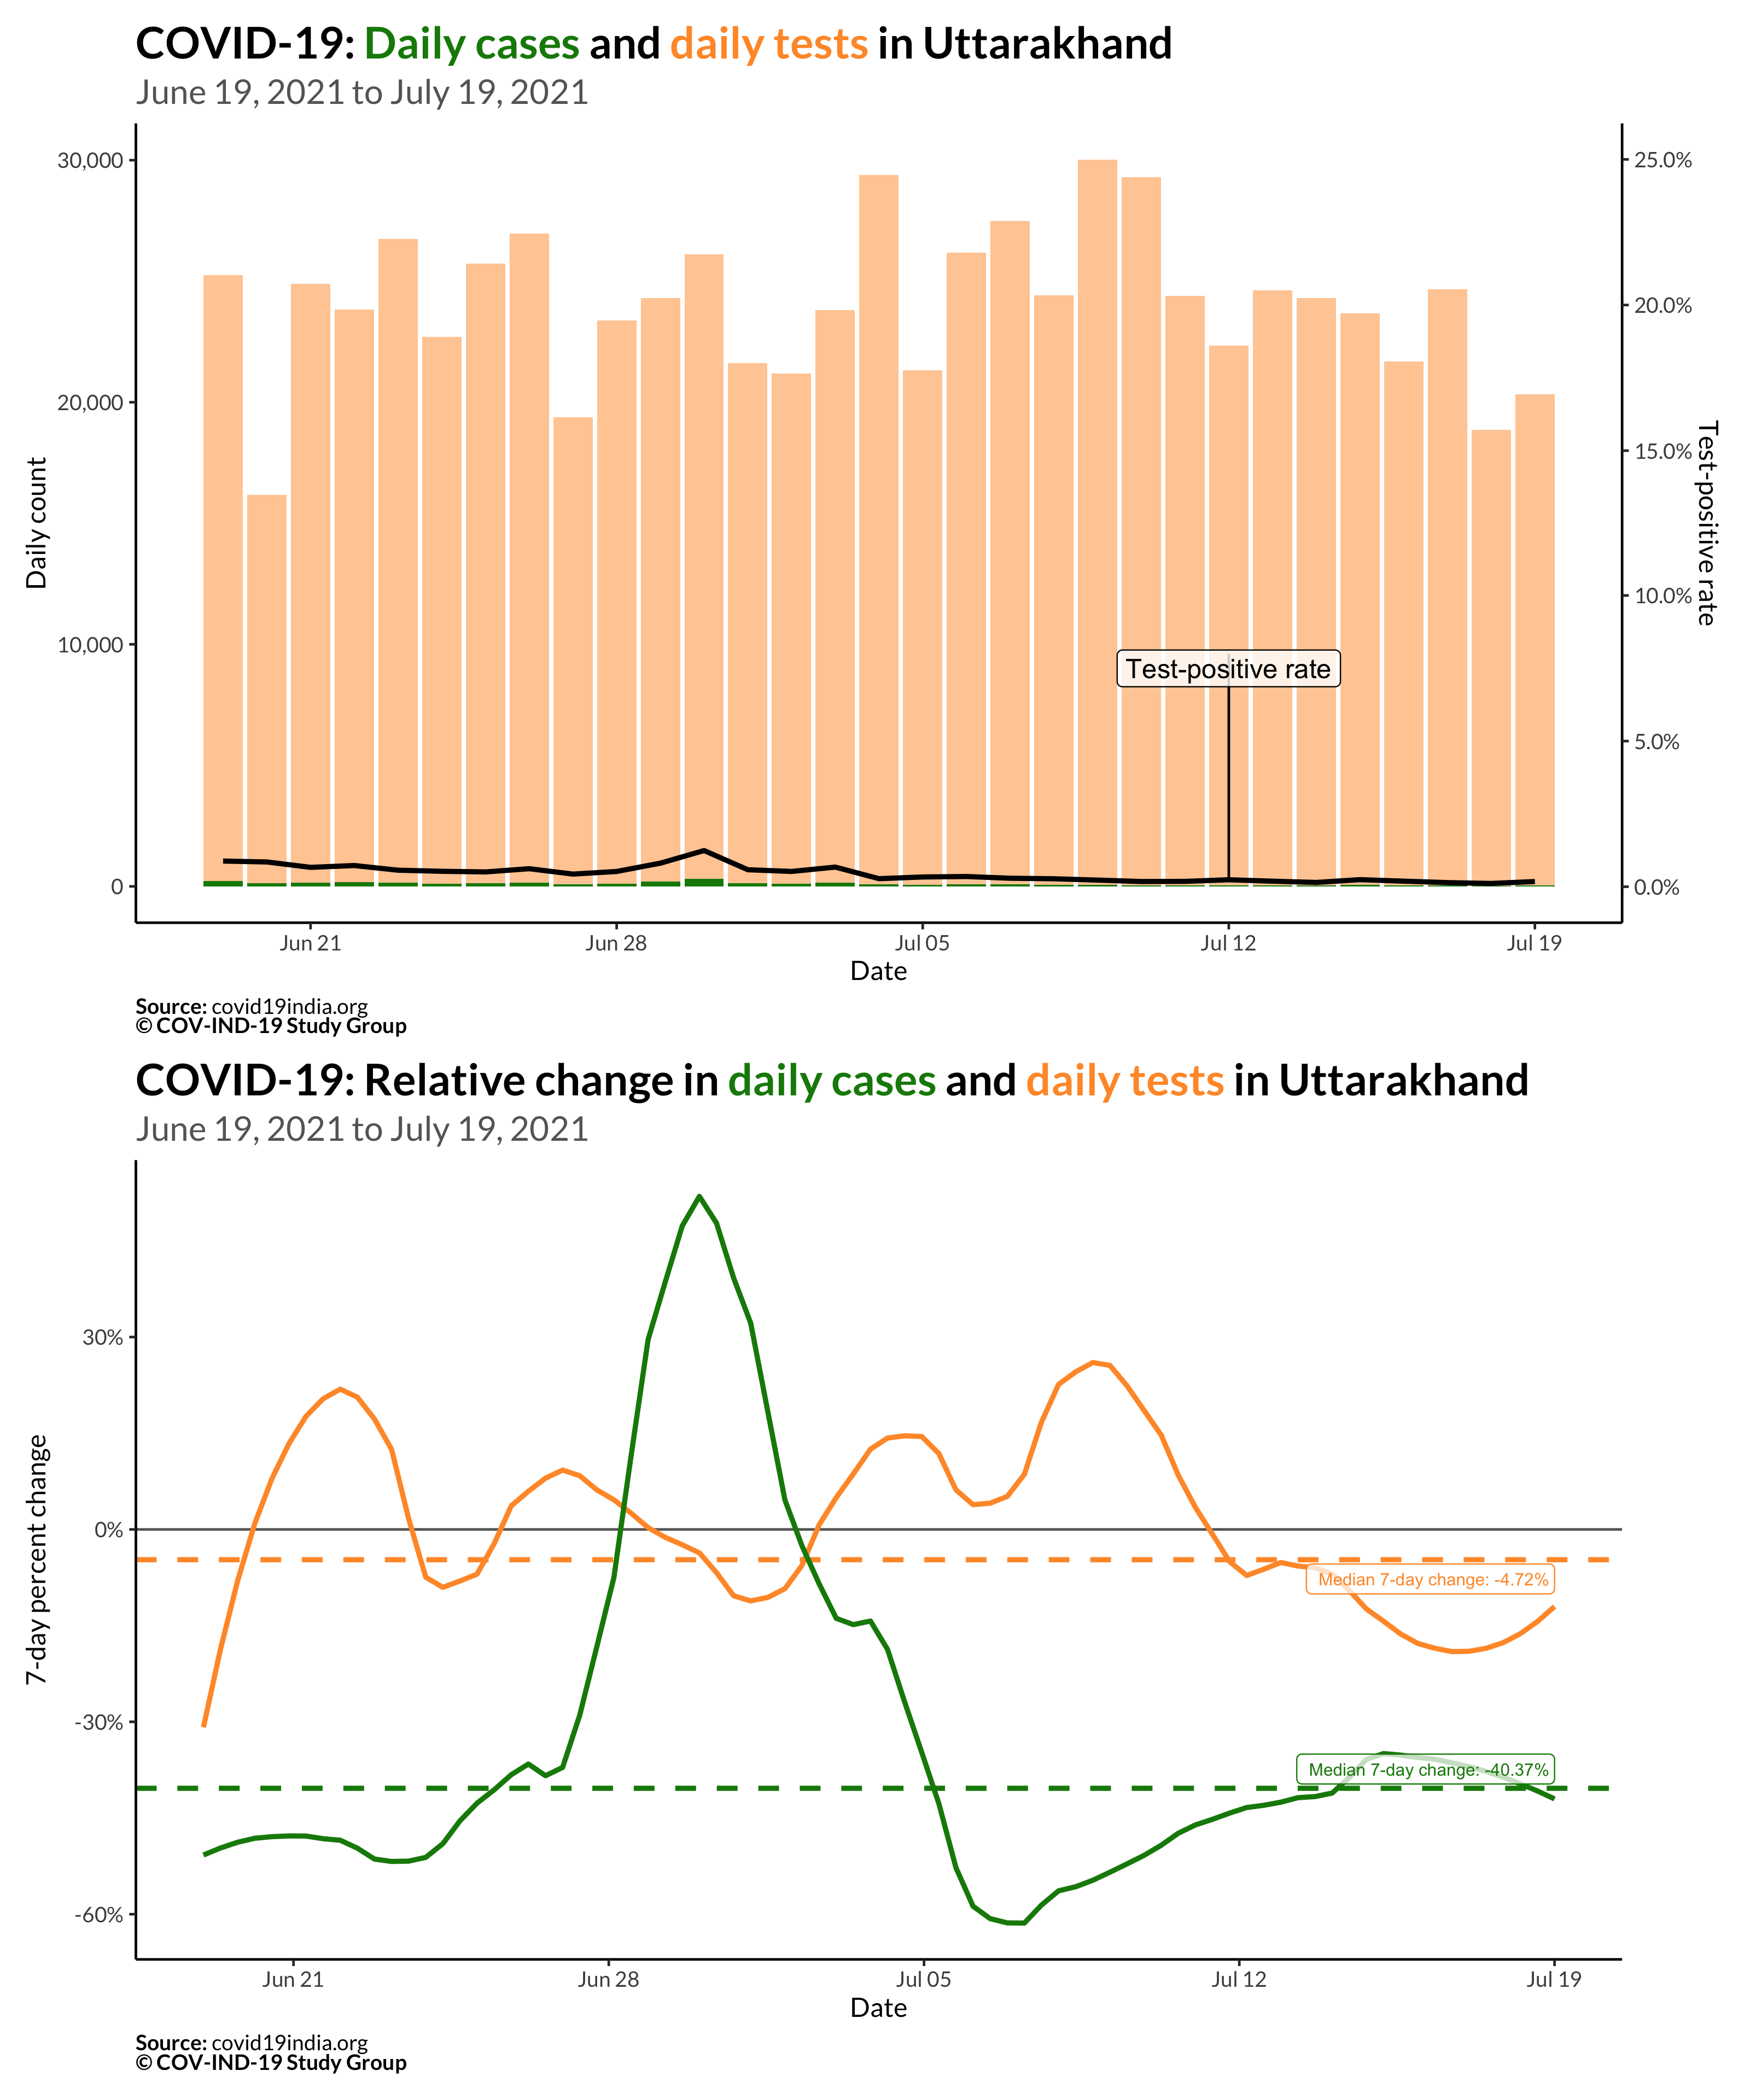 COVID-19: Daily cases and daily tests in Uttarakhand
June 19, 2021 to July 19, 2021
30,000
20,000
10,000
0
Daily count
25.0%
20.0%
15.0%
10.0%
5.0%
0.0%
Test-positive rate
Test-positive rate
Jun 21
Jun 28
Jul 05
Jul 12
Jul 19
Date
Source: covid19india.org
© COV-IND-19 Study Group
COVID-19: Relative change in daily cases and daily tests in Uttarakhand
June 19, 2021 to July 19, 2021
30%
0%
-30%
-60%
7-day percent change
Median 7-day change: -4.72%
Median 7-day change: -40.37%
Jun 21
Jun 28
Jul 05
Jul 12
Jul 19
Date
Source: covid19india.org
© COV-IND-19 Study Group